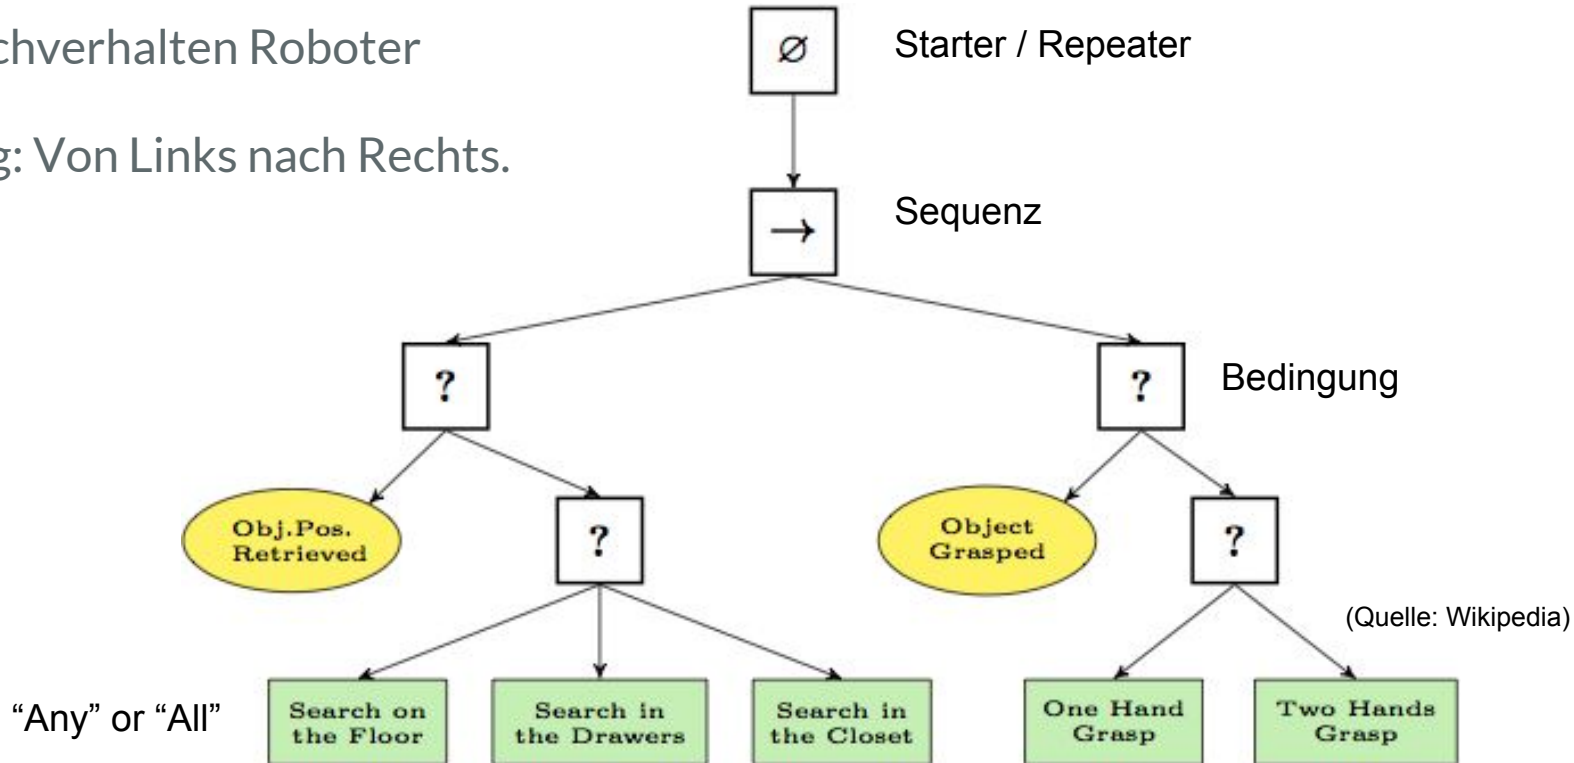 chverhalten Roboter
g: Von Links nach Rechts.
∅
Starter / Repeater
→
Sequenz
?
?
Bedingung
Obj.Pos.
Retrieved
?
Object
Grasped
?
(Quelle: Wikipedia)
“Any” or “All”
Search on
the Floor
Search in
the Drawers
Search in
the Closet
One Hand
Grasp
Two Hands
Grasp